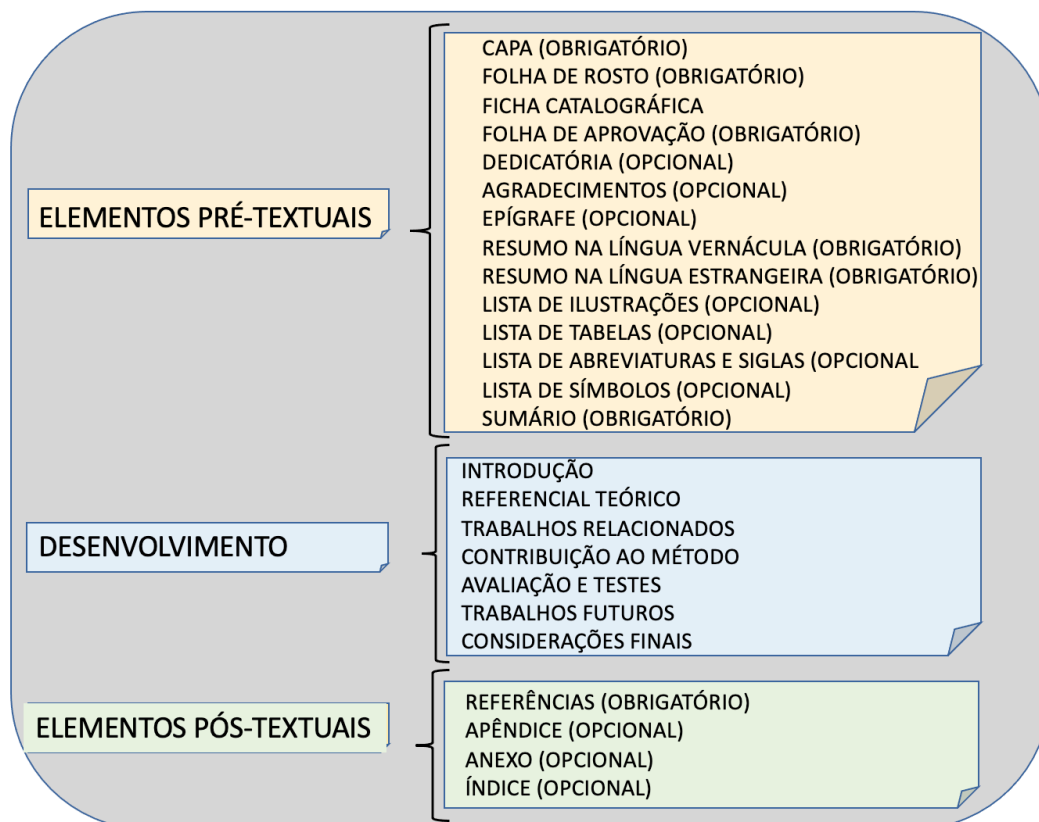 ELEMENTOS PRÉ-TEXTUAIS
CAPA (OBRIGATÓRIO)
FOLHA DE ROSTO (OBRIGATÓRIO)
FICHA CATALOGRÁFICA
FOLHA DE APROVAÇÃO (OBRIGATÓRIO)
DEDICATÓRIA (OPCIONAL)
AGRADECIMENTOS (OPCIONAL)
EPÍGRAFE (OPCIONAL)
RESUMO NA LÍNGUA VERNÁCULA (OBRIGATÓRIO)
RESUMO NA LÍNGUA ESTRANGEIRA (OBRIGATÓRIO)
LISTA DE ILUSTRAÇÕES (OPCIONAL)
LISTA DE TABELAS (OPCIONAL)
LISTA DE ABREVIATURAS E SIGLAS (OPCIONAL
LISTA DE SÍMBOLOS (OPCIONAL)
SUMÁRIO (OBRIGATÓRIO)
DESENVOLVIMENTO
INTRODUÇÃO
REFERENCIAL TEÓRICO
TRABALHOS RELACIONADOS
CONTRIBUIÇÃO AO MÉTODO
AVALIAÇÃO E TESTES
TRABALHOS FUTUROS
CONSIDERAÇÕES FINAIS
ELEMENTOS PÓS-TEXTUAIS
REFERÊNCIAS (OBRIGATÓRIO)
APÊNDICE (OPCIONAL)
ANEXO (OPCIONAL)
ÍNDICE (OPCIONAL)